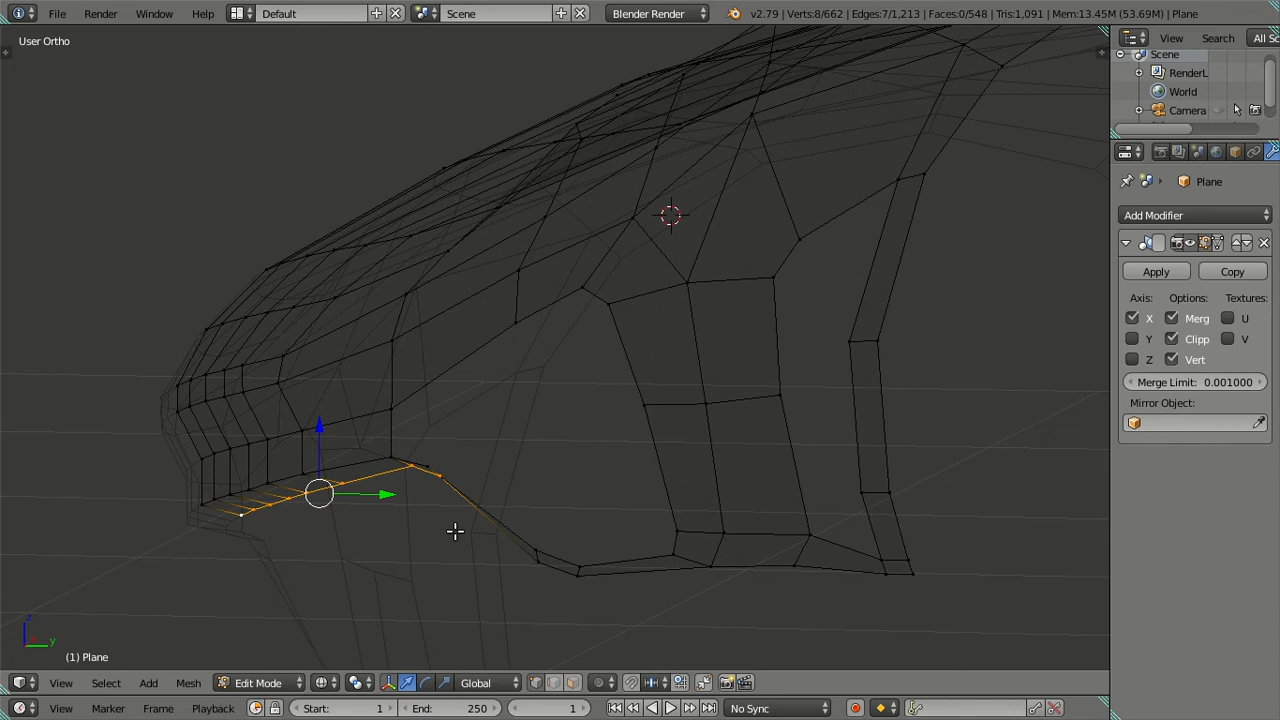 File Render Window Help Default Scene Blender Render v2.79 | Verts:8/662 | Edges:7/1,213 | Faces:0/548 | Tris:1,091 | Mem:13.45M (53.69M) | Plane
User Ortho
View Search All Sc
Scene
RenderL
World
Camera
Plane
Add Modifier
Apply Copy
Axis: Options: Textures:
X Merg U
Y Clipp V
Z Vert
Merge Limit: 0.001000
Mirror Object:
z
y
(1) Plane
View Select Add Mesh Edit Mode Global
View Marker Frame Playback Start: 1 End: 250 1 No Sync